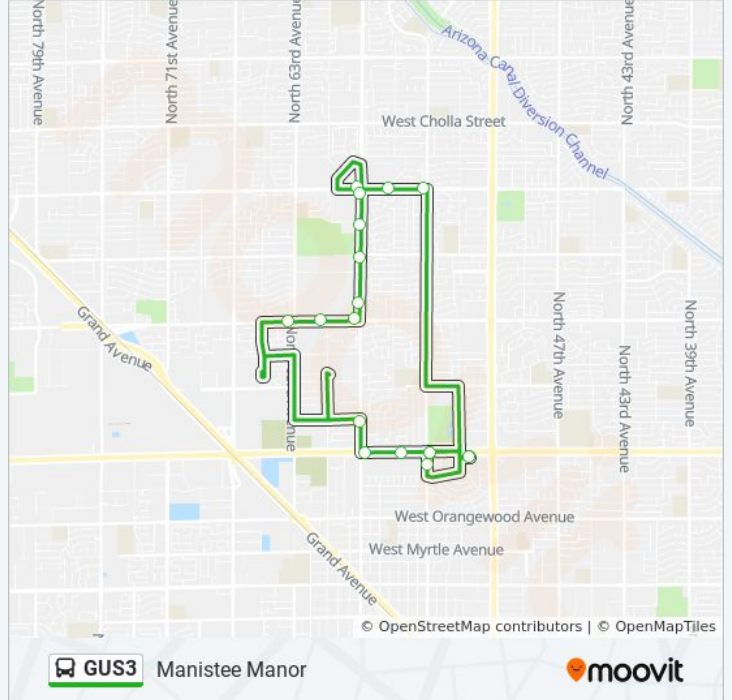 North 79th Avenue
North 71st Avenue
North 63rd Avenue
North 43rd Avenue
Arizona Canal Diversion Channel
West Cholla Street
Grand Avenue
North 47th Avenue
North 39th Avenue
North 43rd Avenue
West Orangewood Avenue
West Myrtle Avenue
Grand Avenue
© OpenStreetMap contributors | © OpenMapTiles
GUS3 Manistee Manor
moovit